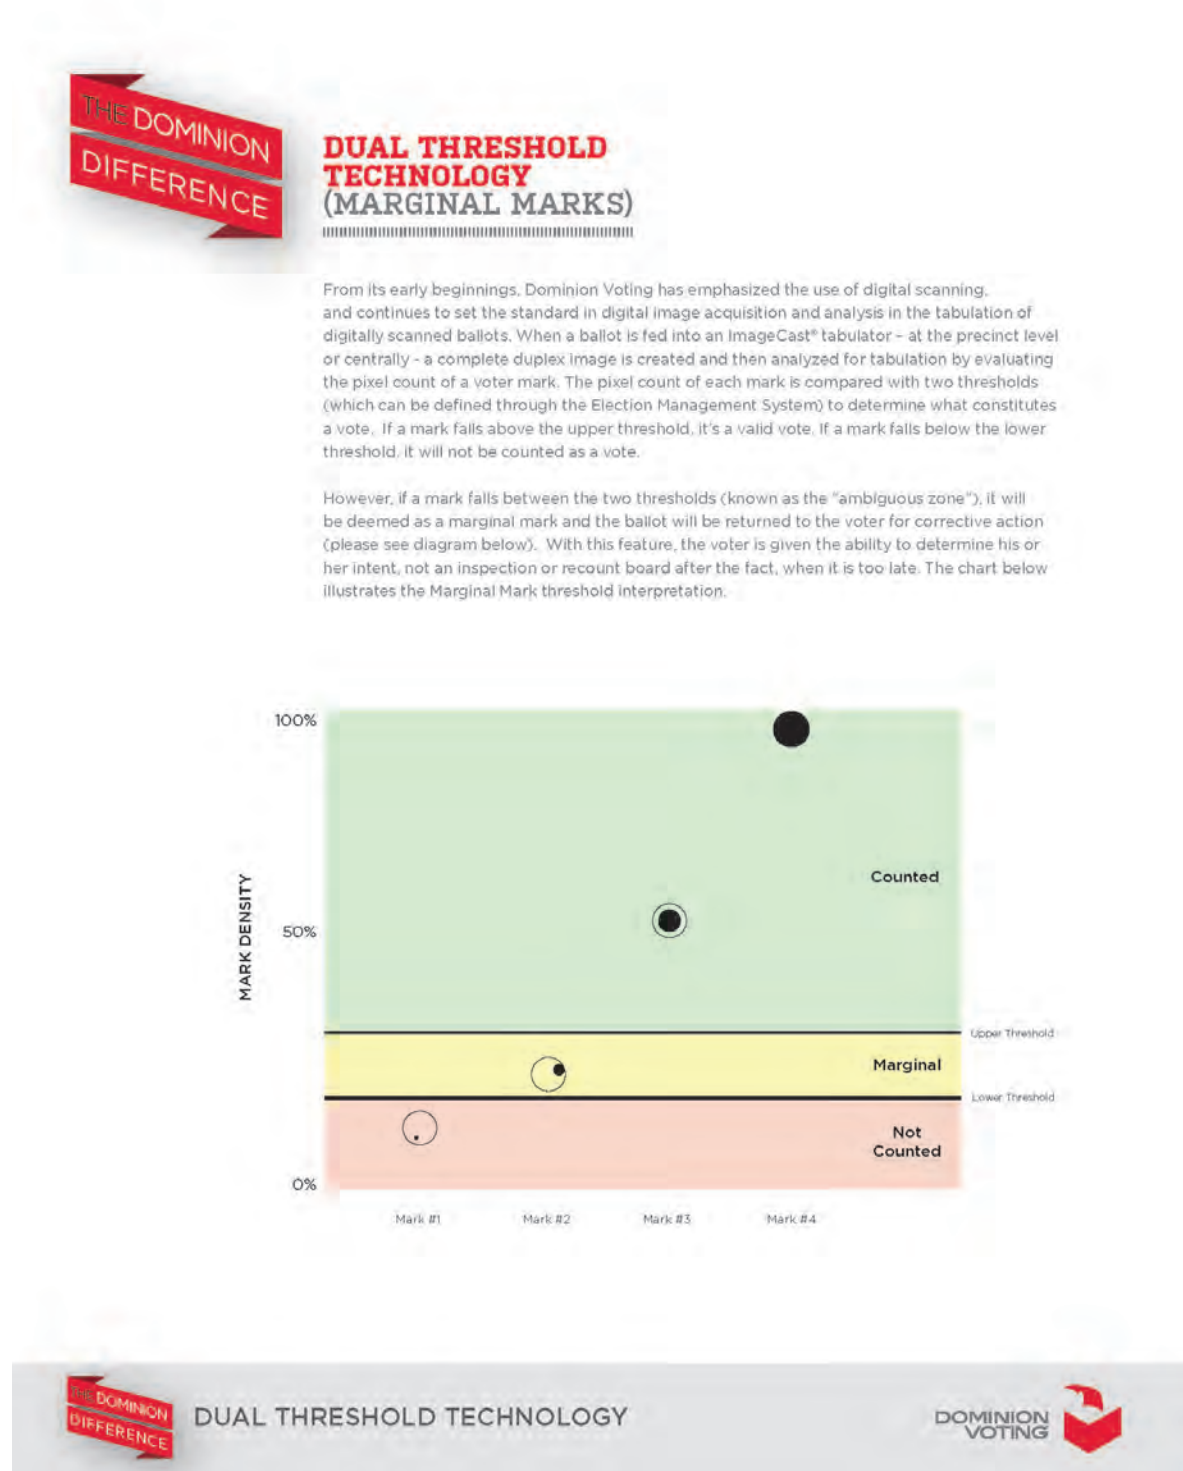 THE DOMINION
DIFFERENCE
DUAL THRESHOLD
TECHNOLOGY
(MARGINAL MARKS)
From its early beginnings, Dominion Voting has emphasized the use of digital scanning,
and continues to set the standard in digital image acquisition and analysis in the tabulation of
digitally scanned ballots. When a ballot is fed into an ImageCast® tabulator – at the precinct level
or centrally - a complete duplex image is created and then analyzed for tabulation by evaluating
the pixel count of a voter mark. The pixel count of each mark is compared with two thresholds
(which can be defined through the Election Management System) to determine what constitutes
a vote. If a mark falls above the upper threshold, it's a valid vote. If a mark falls below the lower
threshold, it will not be counted as a vote.
However, if a mark falls between the two thresholds (known as the "ambiguous zone"), it will
be deemed as a marginal mark and the ballot will be returned to the voter for corrective action
(please see diagram below). With this feature, the voter is given the ability to determine his or
her intent, not an inspection or recount board after the fact, when it is too late. The chart below
illustrates the Marginal Mark threshold interpretation.
100%
Counted
MARK DENSITY
50%
Upper Threshold
Marginal
Lower Threshold
Not
Counted
0%
Mark #1 Mark #2 Mark #3 Mark #4
THE DOMINION
DIFFERENCE
DUAL THRESHOLD TECHNOLOGY
DOMINION
VOTING